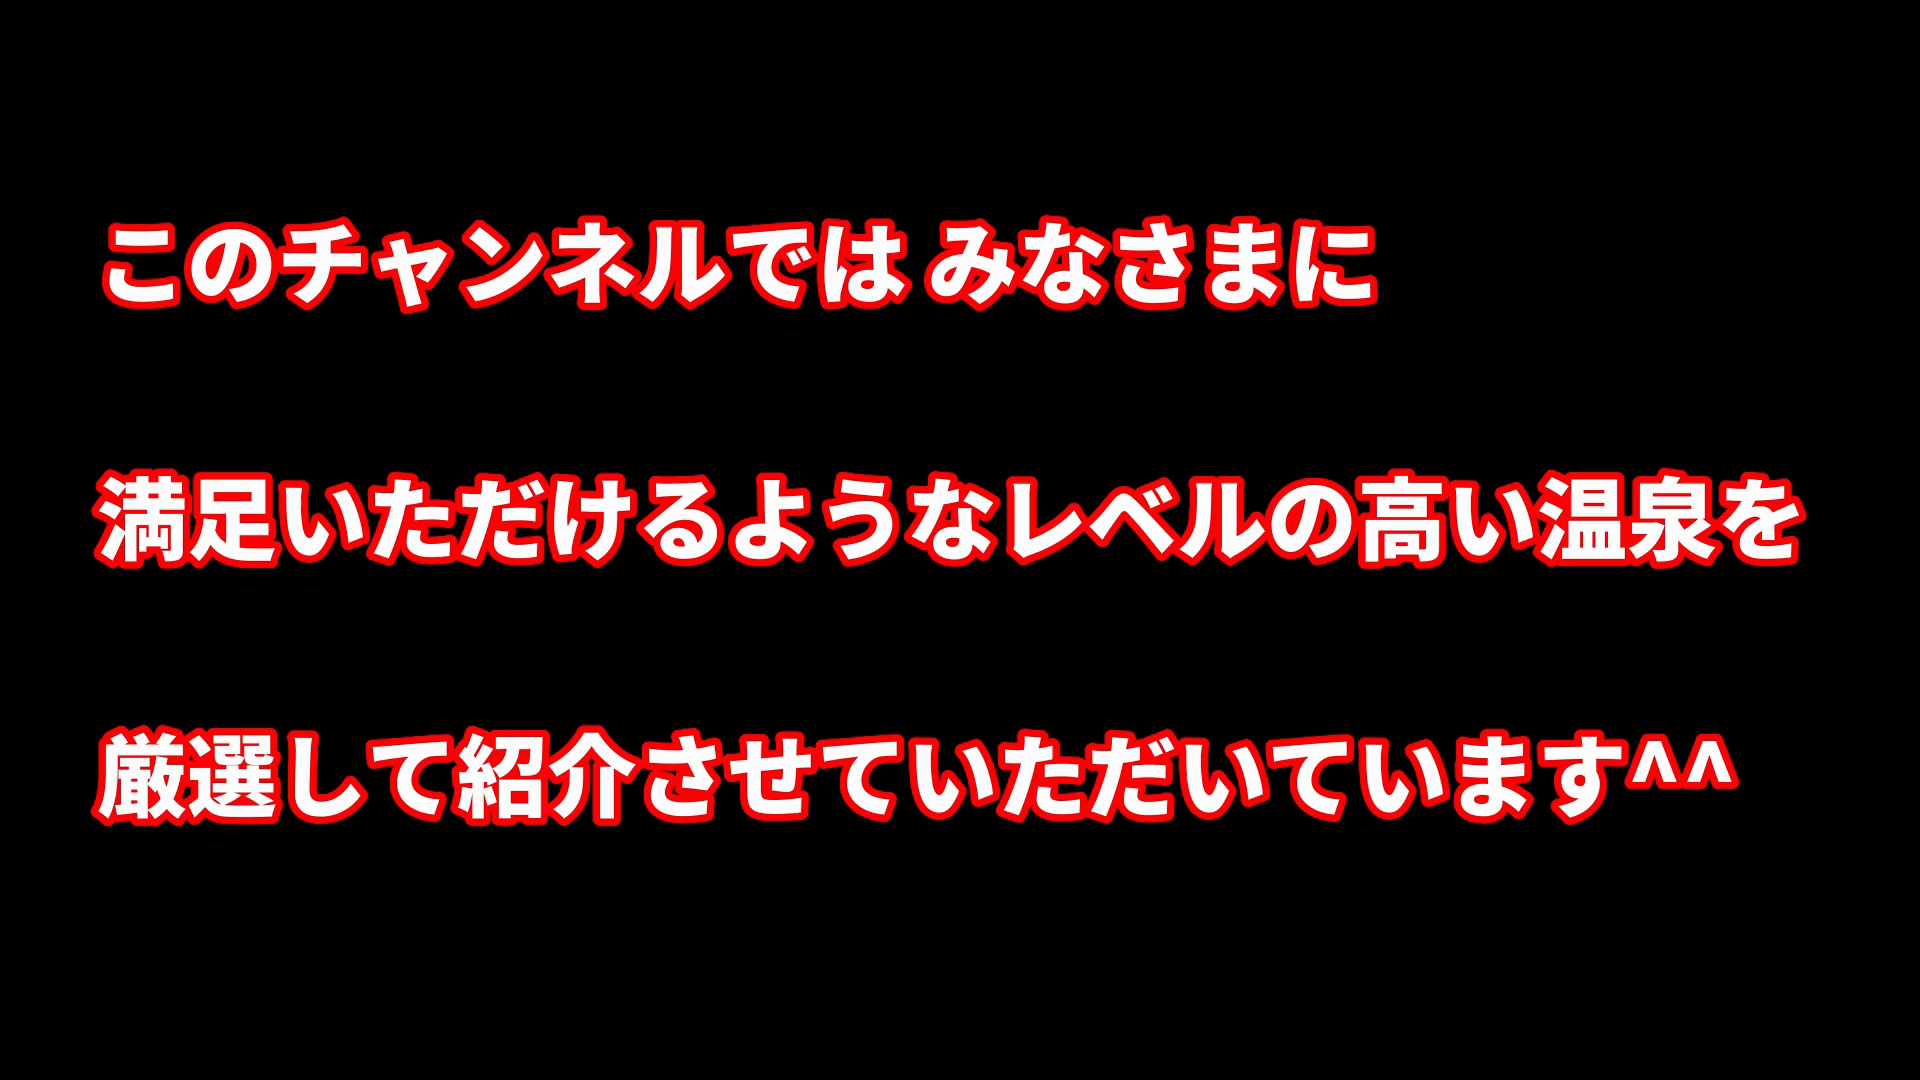 このチャンネルでは みなさまに
満足いただけるようなレベルの高い温泉を
厳選して紹介させていただいています^^